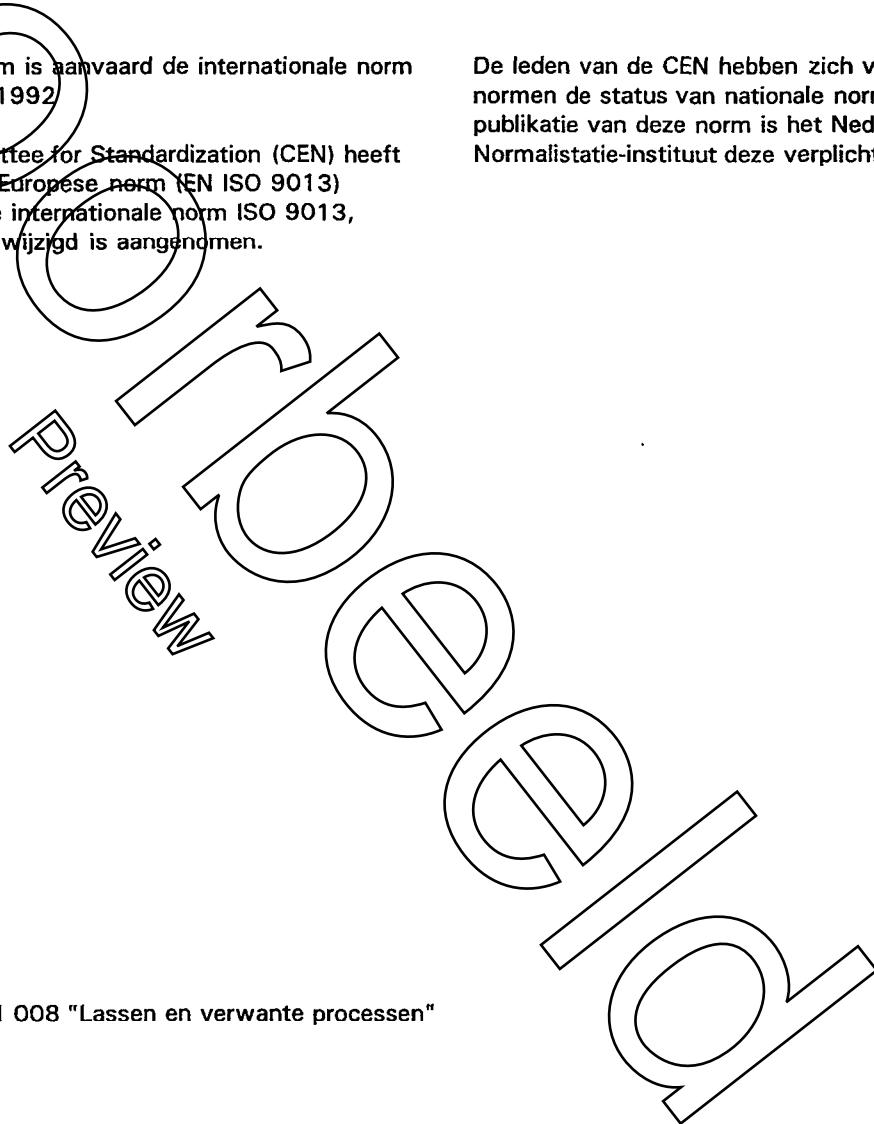 m is aanvaard de internationale norm
1992
ttee for Standardization (CEN) heeft
Europese norm (EN ISO 9013)
e internationale norm ISO 9013,
wijzigd is aangenomen.
De leden van de CEN hebben zich v
normen de status van nationale nor
publikatie van deze norm is het Ned
Normalistatie-instituut deze verplicht
orbeeld
Preview
008 "Lassen en verwante processen"